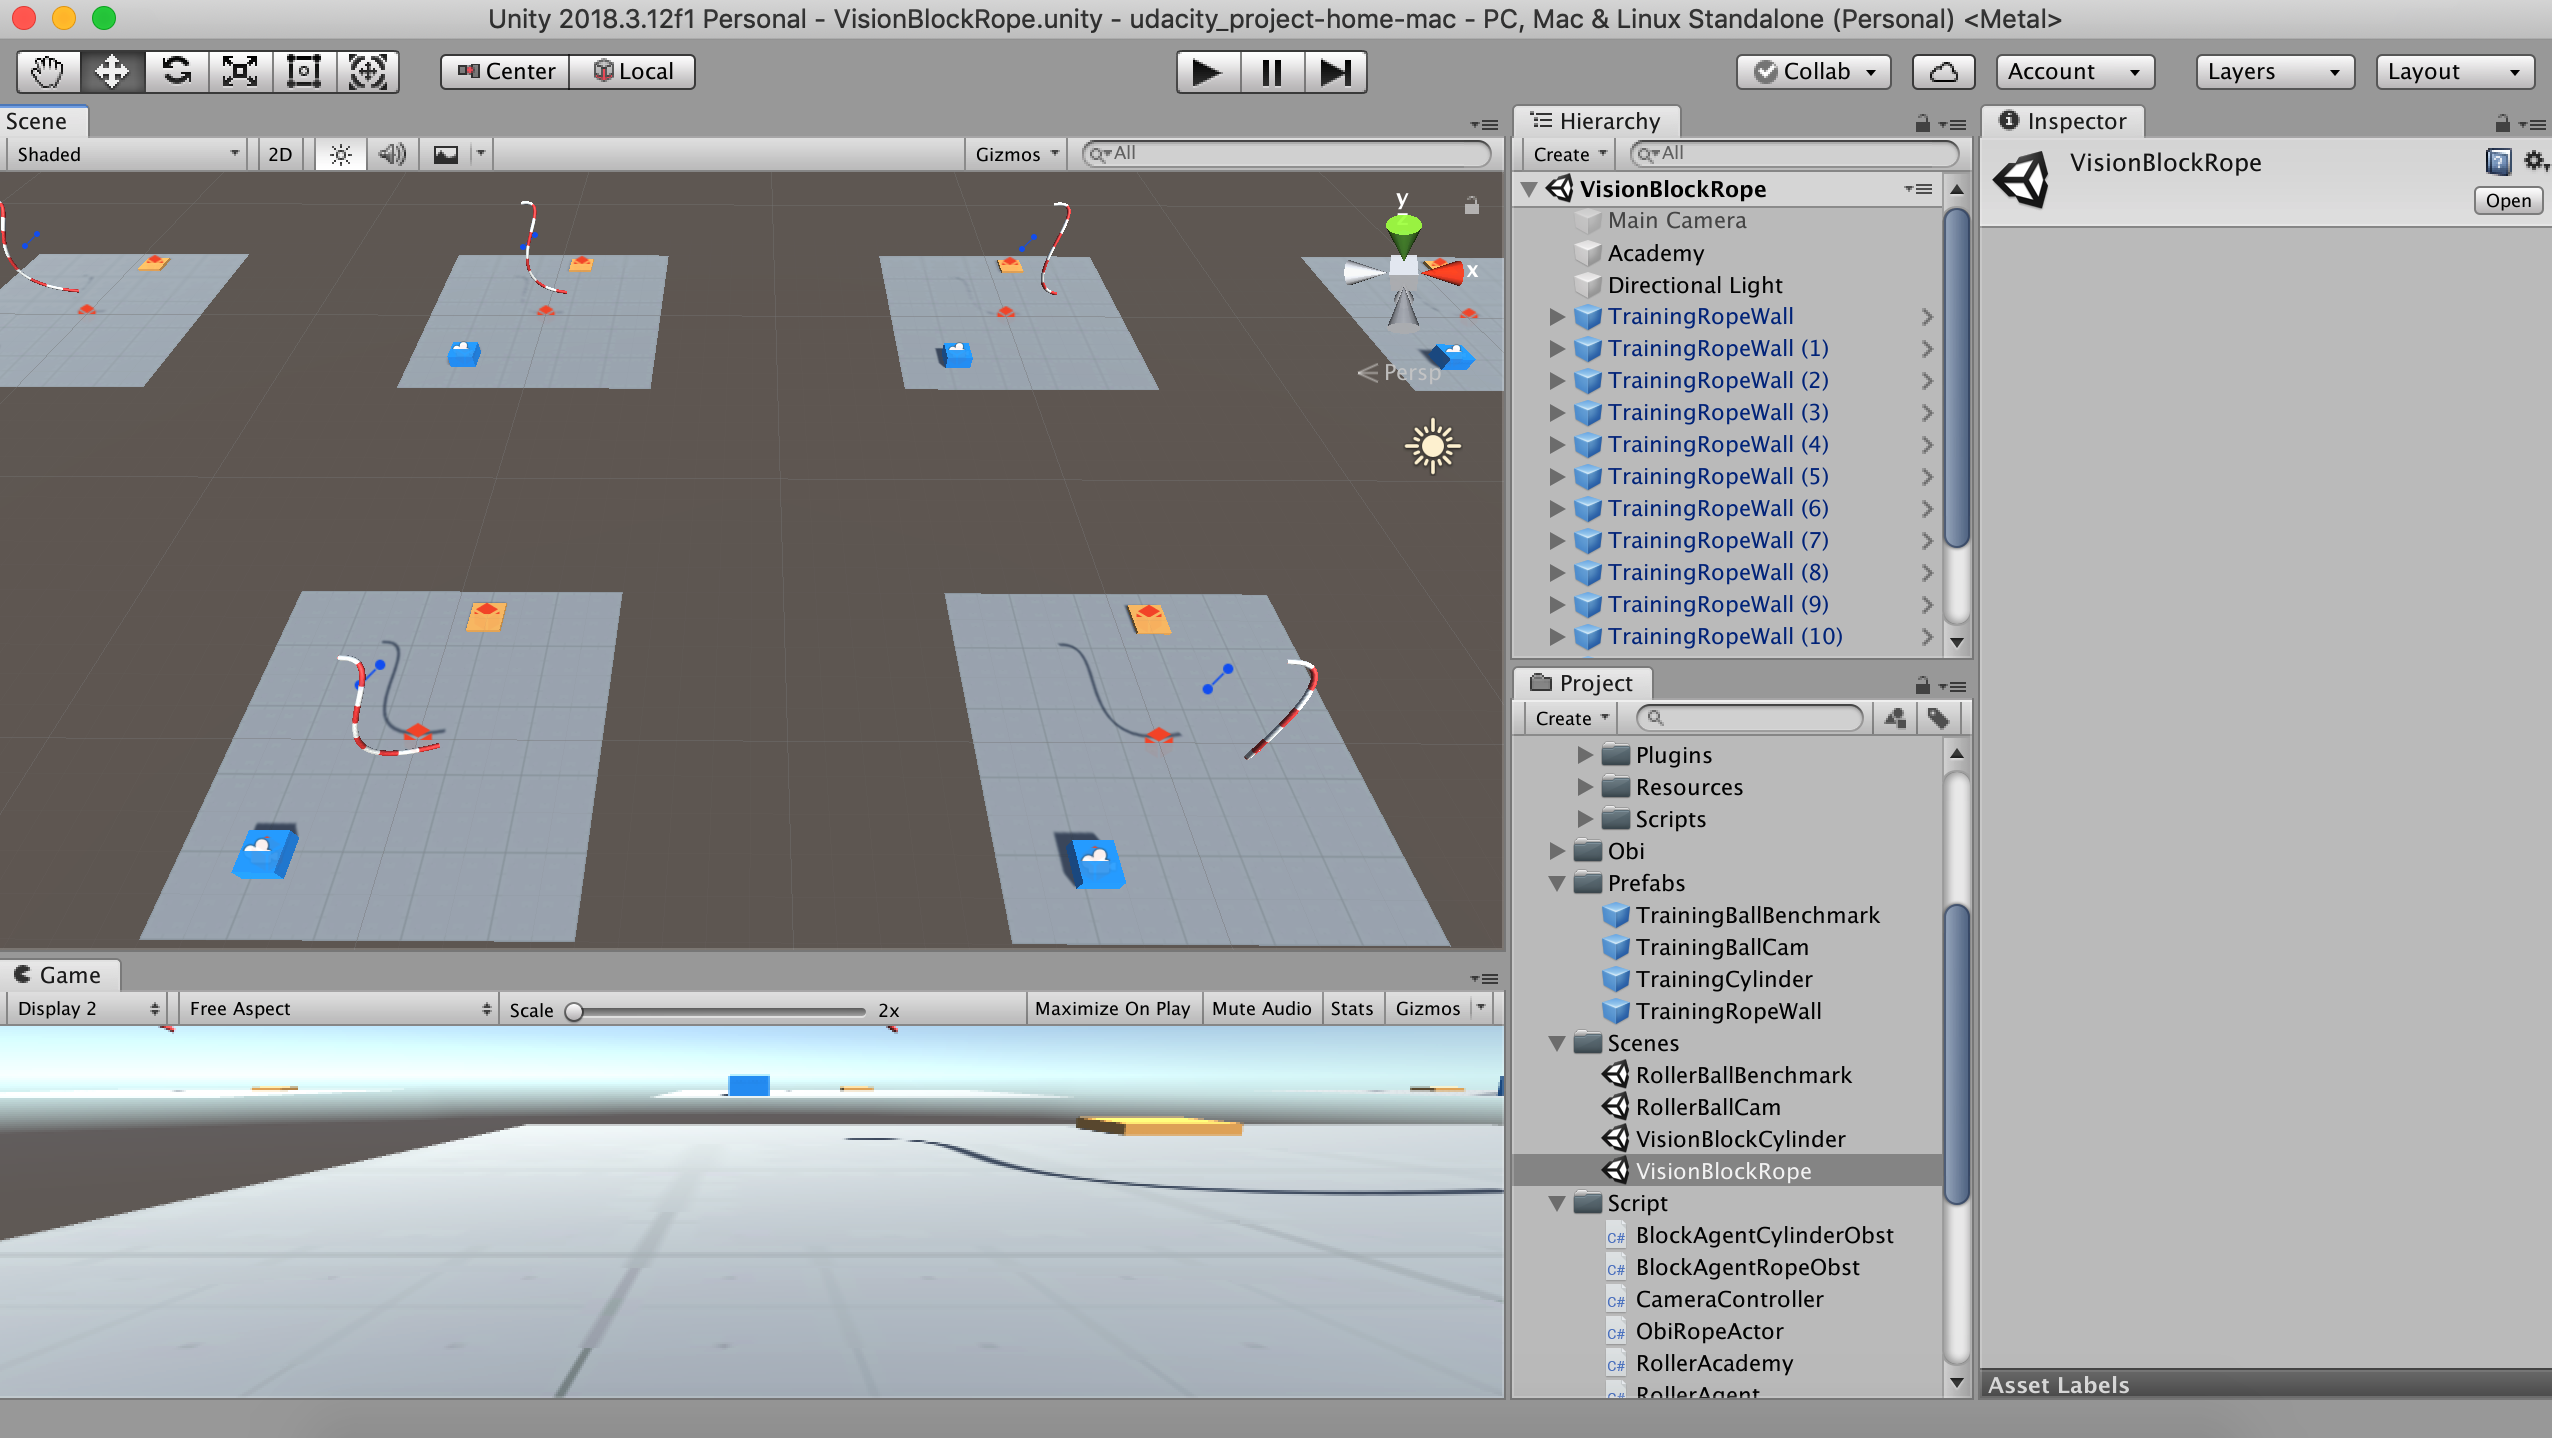 Unity 2018.3.12f1 Personal - VisionBlockRope.unity - udacity_project-home-mac - PC, Mac & Linux Standalone (Personal) <Metal>
Center
Local
Collab
Account
Layers
Layout
Scene
Shaded
2D
Gizmos
All
y
z
x
Persp
Hierarchy
Create
All
VisionBlockRope
Main Camera
Academy
Directional Light
TrainingRopeWall
TrainingRopeWall (1)
TrainingRopeWall (2)
TrainingRopeWall (3)
TrainingRopeWall (4)
TrainingRopeWall (5)
TrainingRopeWall (6)
TrainingRopeWall (7)
TrainingRopeWall (8)
TrainingRopeWall (9)
TrainingRopeWall (10)
Inspector
VisionBlockRope
Open
Project
Create
Plugins
Resources
Scripts
Obi
Prefabs
TrainingBallBenchmark
TrainingBallCam
TrainingCylinder
TrainingRopeWall
Scenes
RollerBallBenchmark
RollerBallCam
VisionBlockCylinder
VisionBlockRope
Script
C# BlockAgentCylinderObst
C# BlockAgentRopeObst
C# CameraController
C# ObiRopeActor
C# RollerAcademy
C# RollerAgent
Game
Display 2
Free Aspect
Scale
2x
Maximize On Play
Mute Audio
Stats
Gizmos
Asset Labels